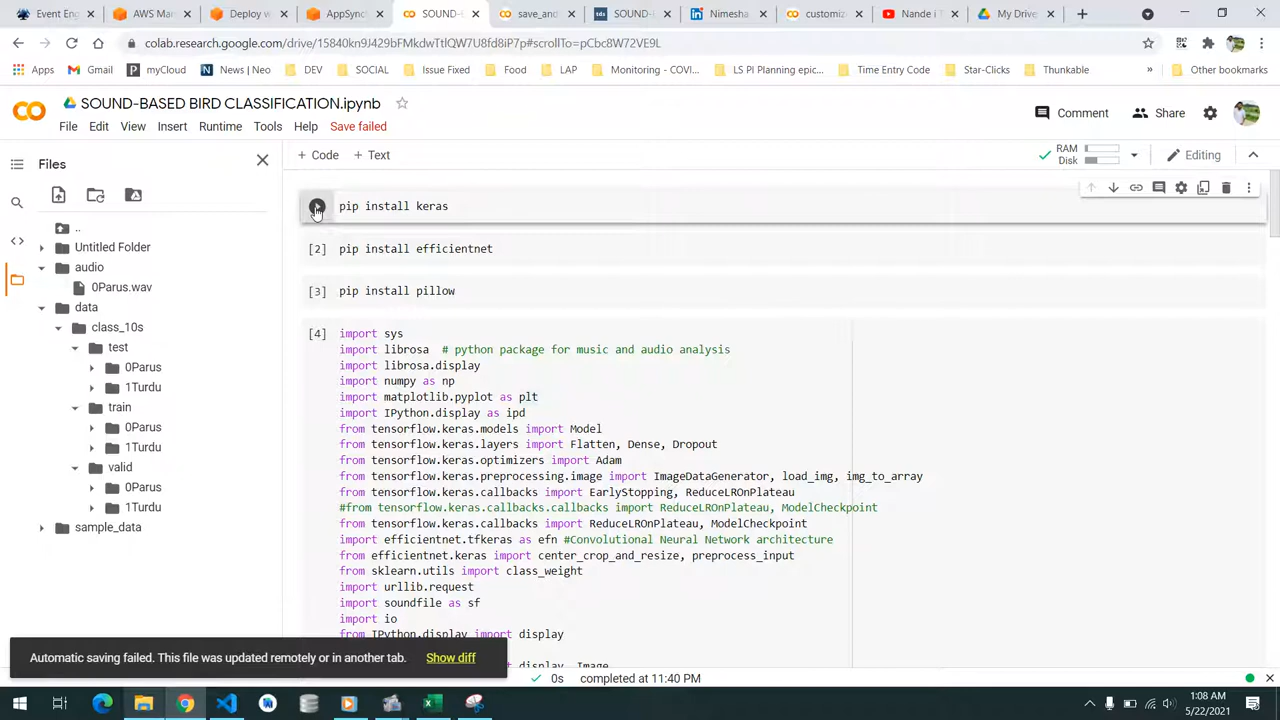 Event Eng
AWS Man
Deploy w
AppSync
SOUND-
save_and
tds
SOUND-
Nimesha
customiz
Nande i T
My Drive
colab.research.google.com/drive/15840kn9J429bFMkdwTtlQW7U8fd8iP7p#scrollTo=pCbc8W72VE9L
Apps
Gmail
myCloud
News | Neo
DEV
SOCIAL
Issue Fixed
Food
LAP
Monitoring - COVI...
LS PI Planning epic...
Time Entry Code
Star-Clicks
Thunkable
»
Other bookmarks
SOUND-BASED BIRD CLASSIFICATION.ipynb
Comment
Share
File Edit View Insert Runtime Tools Help Save failed
Files
+ Code + Text
RAM
Disk
Editing
..
Untitled Folder
audio
0Parus.wav
data
class_10s
test
0Parus
1Turdu
train
0Parus
1Turdu
valid
0Parus
1Turdu
sample_data
pip install keras
[2] pip install efficientnet
[3] pip install pillow
[4] import sys
import librosa # python package for music and audio analysis
import librosa.display
import numpy as np
import matplotlib.pyplot as plt
import IPython.display as ipd
from tensorflow.keras.models import Model
from tensorflow.keras.layers import Flatten, Dense, Dropout
from tensorflow.keras.optimizers import Adam
from tensorflow.keras.preprocessing.image import ImageDataGenerator, load_img, img_to_array
from tensorflow.keras.callbacks import EarlyStopping, ReduceLROnPlateau
#from tensorflow.keras.callbacks.callbacks import ReduceLROnPlateau, ModelCheckpoint
from tensorflow.keras.callbacks import ReduceLROnPlateau, ModelCheckpoint
import efficientnet.tfkeras as efn #Convolutional Neural Network architecture
from efficientnet.keras import center_crop_and_resize, preprocess_input
from sklearn.utils import class_weight
import urllib.request
import soundfile as sf
import io
from IPython.display import display
display, Image
Automatic saving failed. This file was updated remotely or in another tab. Show diff
0s completed at 11:40 PM
1:08 AM
5/22/2021